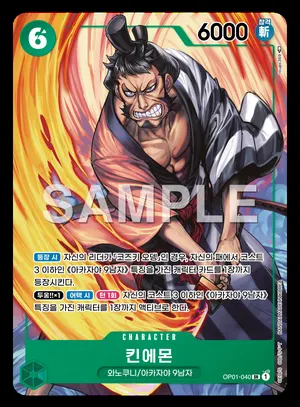 6
6000
참격
斬
SAMPLE
등장 시 자신의 리더가 「코즈키 오뎅」인 경우, 자신의 패에서 코스트
3 이하인 《아카자야 9남자》 특징을 가진 캐릭터 카드를 1장까지
등장시킨다.
두웅!!×1 어택 시 턴 1회 자신의 코스트 3 이하인 《아카자야 9남자》
특징을 가진 캐릭터를 1장까지 액티브로 한다.
CHARACTER
킨에몬
와노쿠니/아카자야 9남자
OP01-040 SR 1